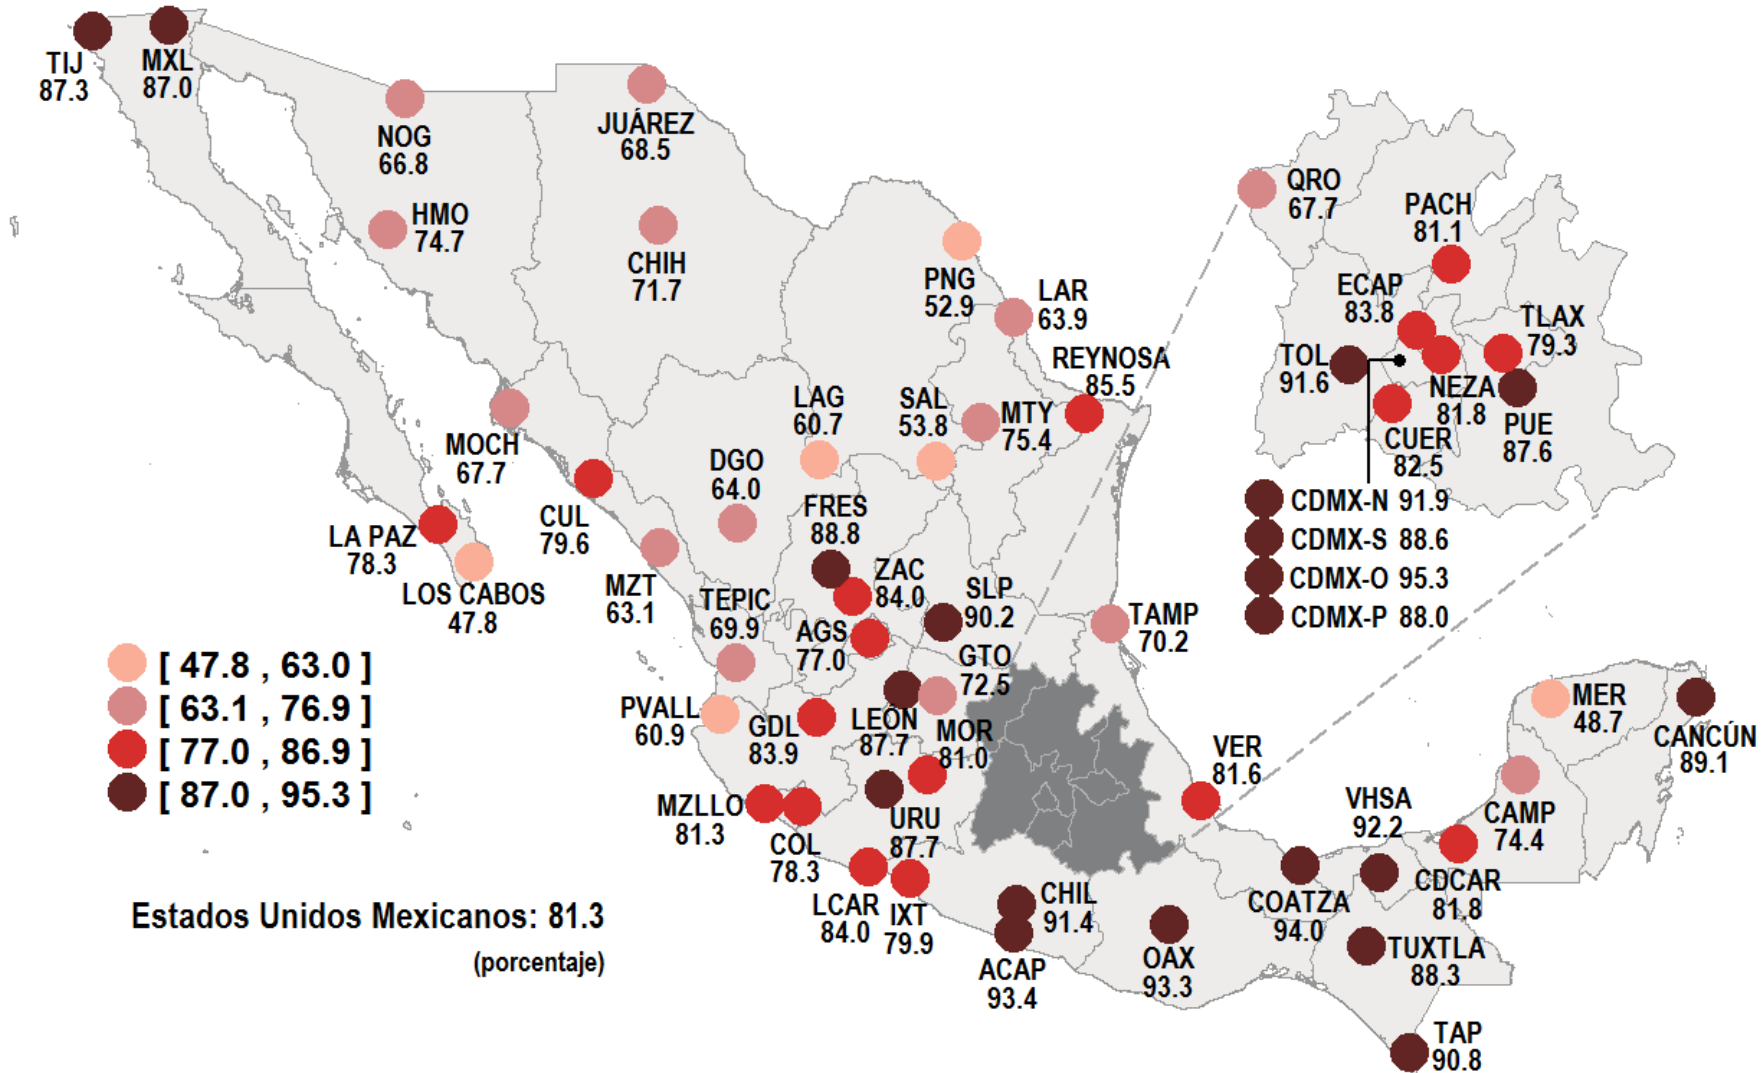 TIJ
87.3
MXL
87.0
NOG
66.8
JUÁREZ
68.5
HMO
74.7
CHIH
71.7
PNG
52.9
LAR
63.9
REYNOSA
85.5
LAG
60.7
SAL
53.8
MTY
75.4
MOCH
67.7
DGO
64.0
CUL
79.6
FRES
88.8
LA PAZ
78.3
LOS CABOS
47.8
MZT
63.1
TEPIC
69.9
ZAC
84.0
SLP
90.2
AGS
77.0
GTO
72.5
TAMP
70.2
PVALL
60.9
GDL
83.9
LEÓN
87.7
MOR
81.0
MZLLO
81.3
COL
78.3
URU
87.7
LCAR
84.0
IXT
79.9
CHIL
91.4
ACAP
93.4
OAX
93.3
VER
81.6
COATZA
94.0
VHSA
92.2
CDCAR
81.8
CAMP
74.4
MER
48.7
CANCÚN
89.1
TUXTLA
88.3
TAP
90.8
QRO
67.7
PACH
81.1
ECAP
83.8
TLAX
79.3
TOL
91.6
NEZA
81.8
PUE
87.6
CUER
82.5
CDMX-N 91.9
CDMX-S 88.6
CDMX-O 95.3
CDMX-P 88.0
[ 47.8 , 63.0 ]
[ 63.1 , 76.9 ]
[ 77.0 , 86.9 ]
[ 87.0 , 95.3 ]
Estados Unidos Mexicanos: 81.3
(porcentaje)